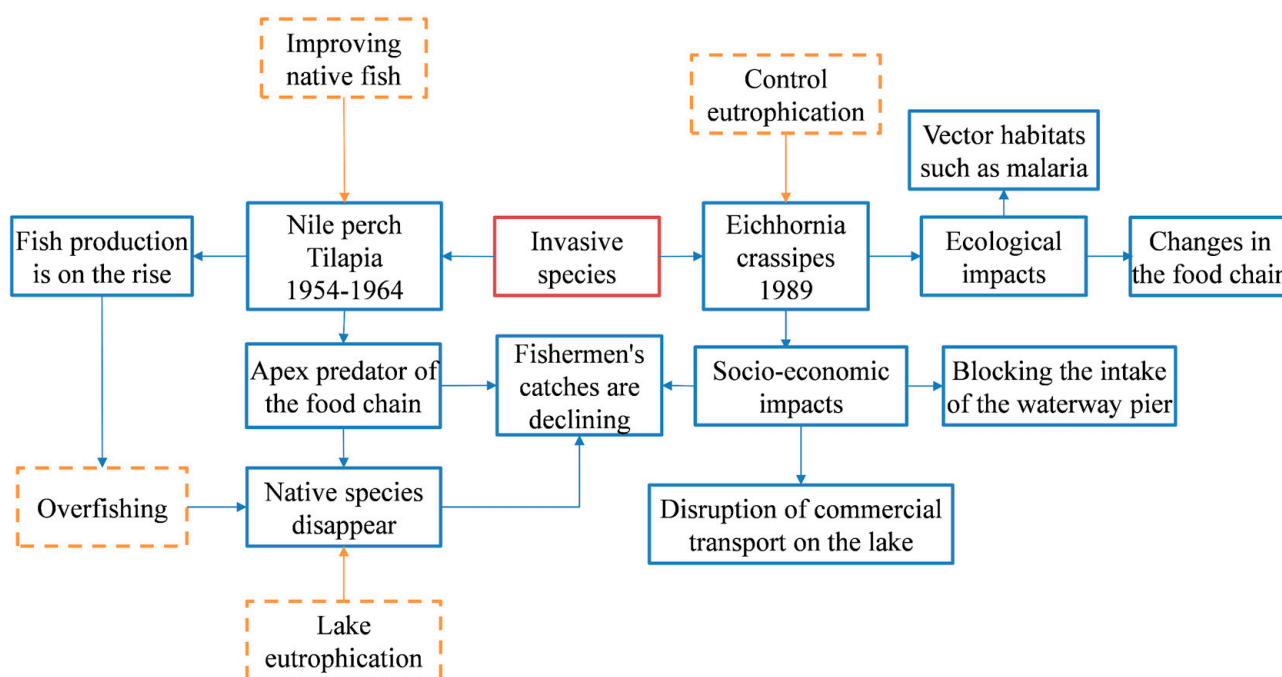 Improving
native fish
Control
eutrophication
Vector habitats
such as malaria
Fish production
is on the rise
Nile perch
Tilapia
1954-1964
Invasive
species
Eichhornia
crassipes
1989
Ecological
impacts
Changes in
the food chain
Apex predator of
the food chain
Fishermen's
catches are
declining
Socio-economic
impacts
Blocking the intake
of the waterway pier
Overfishing
Native species
disappear
Disruption of commercial
transport on the lake
Lake
eutrophication